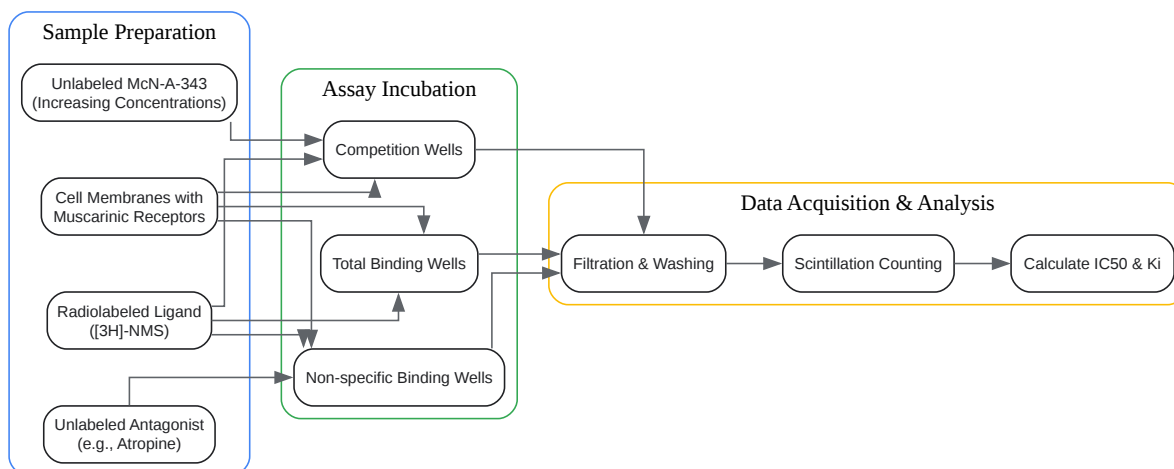 Sample Preparation
Unlabeled McN-A-343
(Increasing Concentrations)
Cell Membranes with
Muscarinic Receptors
Radiolabeled Ligand
([3H]-NMS)
Unlabeled Antagonist
(e.g., Atropine)
Assay Incubation
Competition Wells
Total Binding Wells
Non-specific Binding Wells
Data Acquisition & Analysis
Filtration & Washing
Scintillation Counting
Calculate IC50 & Ki